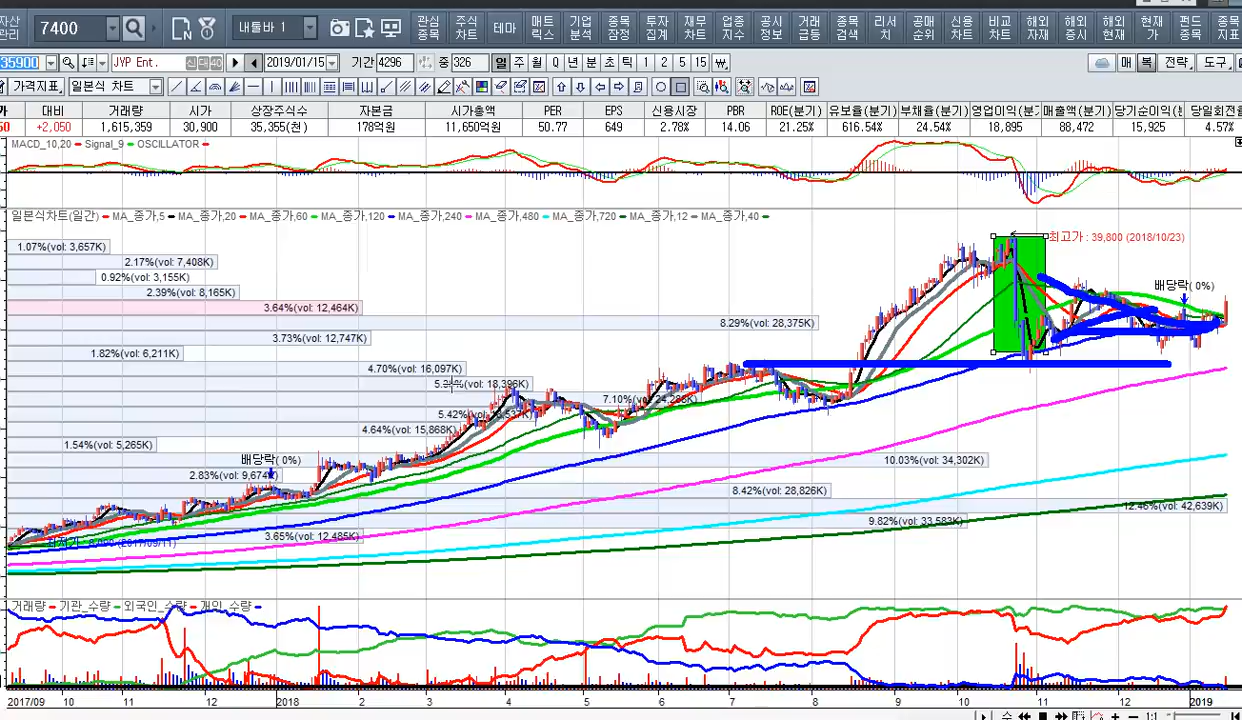 자산 관리 7400 내툴바 1 관심종목 주식차트 테마 매트릭스 기업분석 종목잠정 투자집계 재무차트 업종지수 공시정보 거래급등 종목검색 리서치 공매순위 신용차트 비교차트 해외자재 해외증시 해외현재 현재가 펀드종목 종목지표
35900 JYP Ent. 신 대 40 2019/01/15 기간 4296 중 326 일 주 월 Q 년 분 초 틱 1 2 5 15 매 복 전략 도구
가격지표 일본식 차트
대비 거래량 시가 상장주식수 자본금 시가총액 PER EPS 신용시장 PBR ROE(분기) 유보율(분기) 부채율(분기) 영업이익(분기 매출액(분기) 당기순이익(분 당일회전율
+2,050 1,615,359 30,900 35,355(천) 178억원 11,650억원 50.77 649 2.78% 14.06 21.25% 616.54% 24.54% 18,895 88,472 15,925 4.57%
MACD_10,20 Signal_9 OSCILLATOR
일본식차트(일간) MA_종가,5 MA_종가,20 MA_종가,60 MA_종가,120 MA_종가,240 MA_종가,480 MA_종가,720 MA_종가,12 MA_종가,40
최고가 : 39,800 (2018/10/23)
1.07%(vol: 3,657K)
2.17%(vol: 7,408K)
0.92%(vol: 3,155K)
배당락( 0%)
2.39%(vol: 8,165K)
3.64%(vol: 12,464K)
8.29%(vol: 28,375K)
3.73%(vol: 12,747K)
1.82%(vol: 6,211K)
4.70%(vol: 16,097K)
18,396K)
7.10%(vol: 24,288K)
5.42%(vol:
4.64%(vol: 15,868K)
1.54%(vol: 5,265K)
배당락( 0%)
10.03%(vol: 34,302K)
2.83%(vol: 9,674K)
8.42%(vol: 28,826K)
12.46%(vol: 42,639K)
9.82%(vol: 33,583K)
3.65%(vol: 12,485K)
거래량 기관_수량 외국인_수량 개인_수량
2017/09 10 11 12 2018 2 3 4 5 6 7 8 9 10 11 12 2019
수 1:1